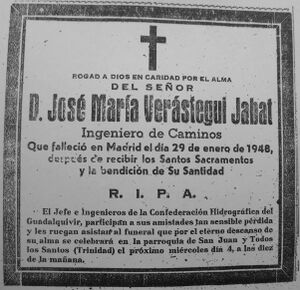 ROGAD A DIOS EN CARIDAD POR EL ALMA
DEL SEÑOR
D. José María Verástegui Jabat
Ingeniero de Caminos
Que falleció en Madrid el día 29 de enero de 1948,
después de recibir los Santos Sacramentos
y la bendición de Su Santidad
R. I. P. A.
El Jefe e Ingenieros de la Confederación Hidrográfica del
Guadalquivir, participan a sus amistades tan sensible pérdida
y les ruegan asistan al funeral que por el eterno descanso de
su alma se celebrará en la parroquia de San Juan y Todos
los Santos (Trinidad) el próximo miércoles día 4, a las diez
de la mañana.